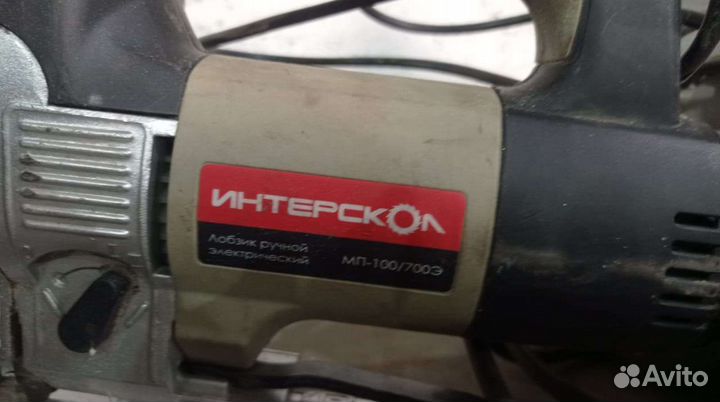 ИНТЕРСКОЛ
Лобзик ручной
электрический
МП-100/700Э
Avito